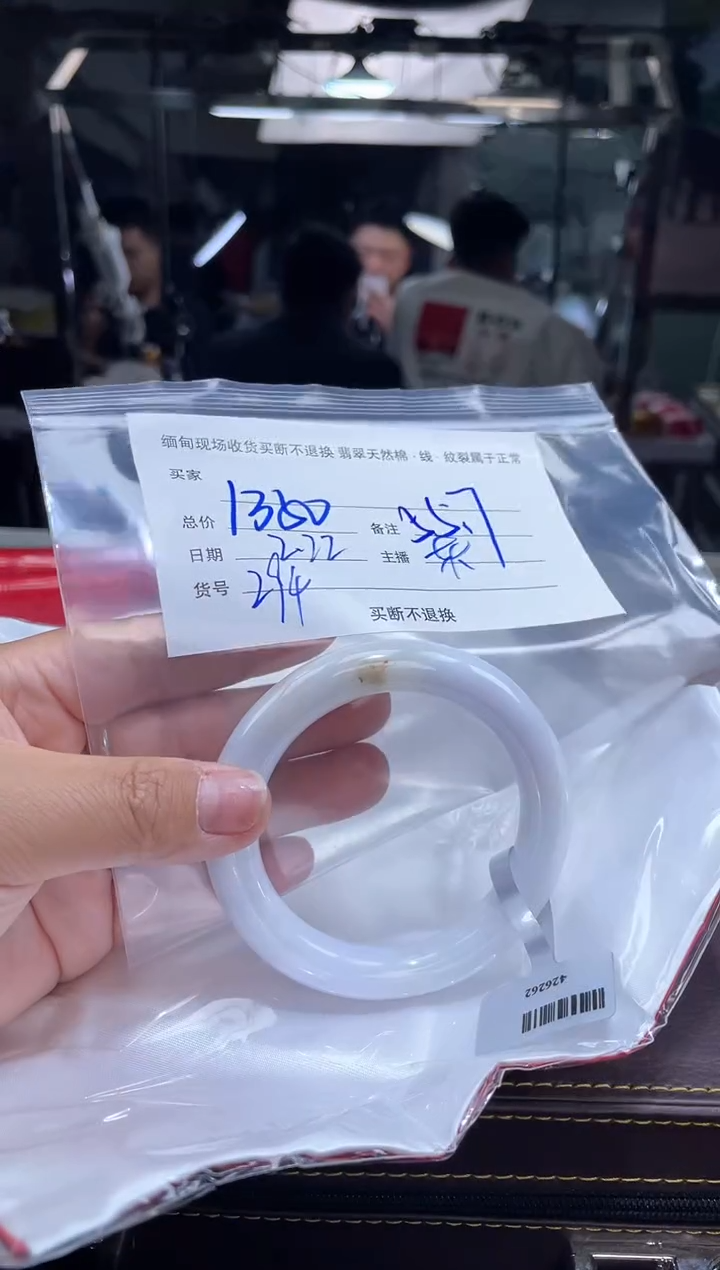 缅甸现场收货买断不退换 翡翠天然棉·线·紋裂属于正常
买家
总价 1380 备注
日期 2.22 主播
货号 294
买断不退换
426262